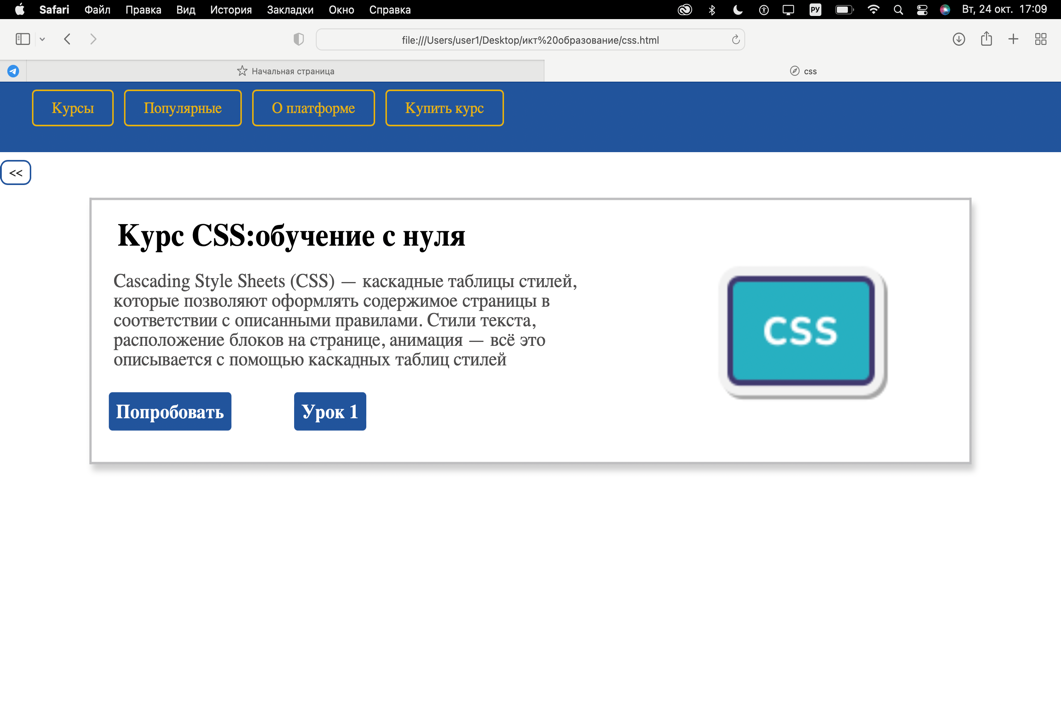 Safari Файл Правка Вид История Закладки Окно Справка РУ Вт, 24 окт. 17:09
file:///Users/user1/Desktop/икт%20образование/css.html
Начальная страница css
Курсы Популярные О платформе Купить курс
<<
Курс CSS:обучение с нуля
Cascading Style Sheets (CSS) — каскадные таблицы стилей,
которые позволяют оформлять содержимое страницы в
соответствии с описанными правилами. Стили текста,
расположение блоков на странице, анимация — всё это
описывается с помощью каскадных таблиц стилей
CSS
Попробовать Урок 1